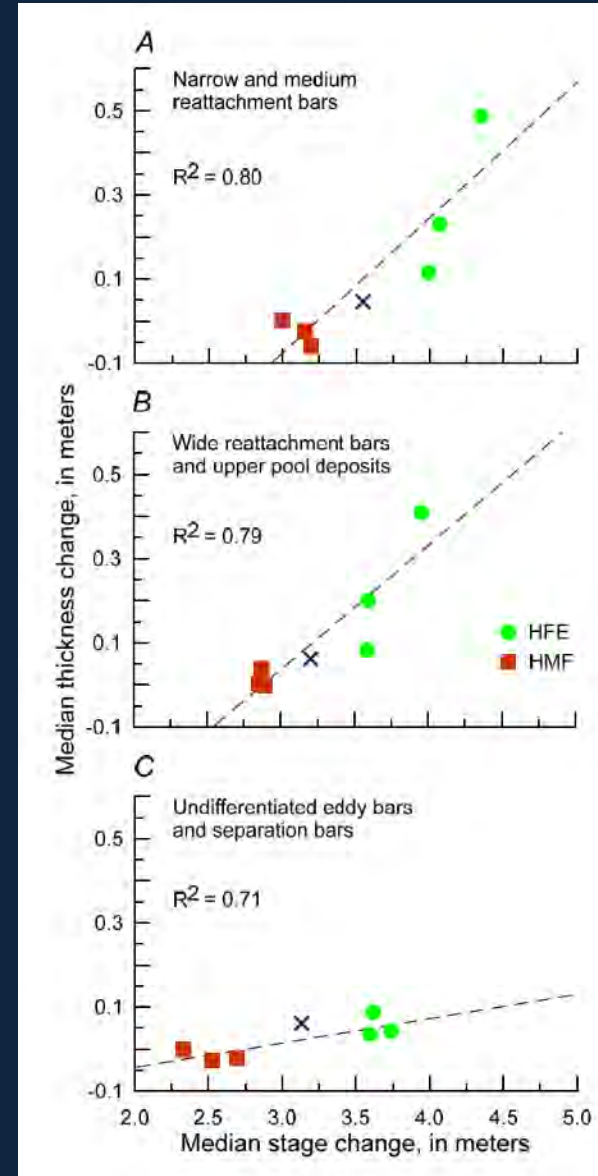 A
Narrow and medium
reattachment bars
R2 = 0.80
0.5
0.3
0.1
-0.1
B
Wide reattachment bars
and upper pool deposits
R2 = 0.79
0.5
0.3
0.1
-0.1
HFE
HMF
Median thickness change, in meters
C
Undifferentiated eddy bars
and separation bars
R2 = 0.71
0.5
0.3
0.1
-0.1
2.0 2.5 3.0 3.5 4.0 4.5 5.0
Median stage change, in meters